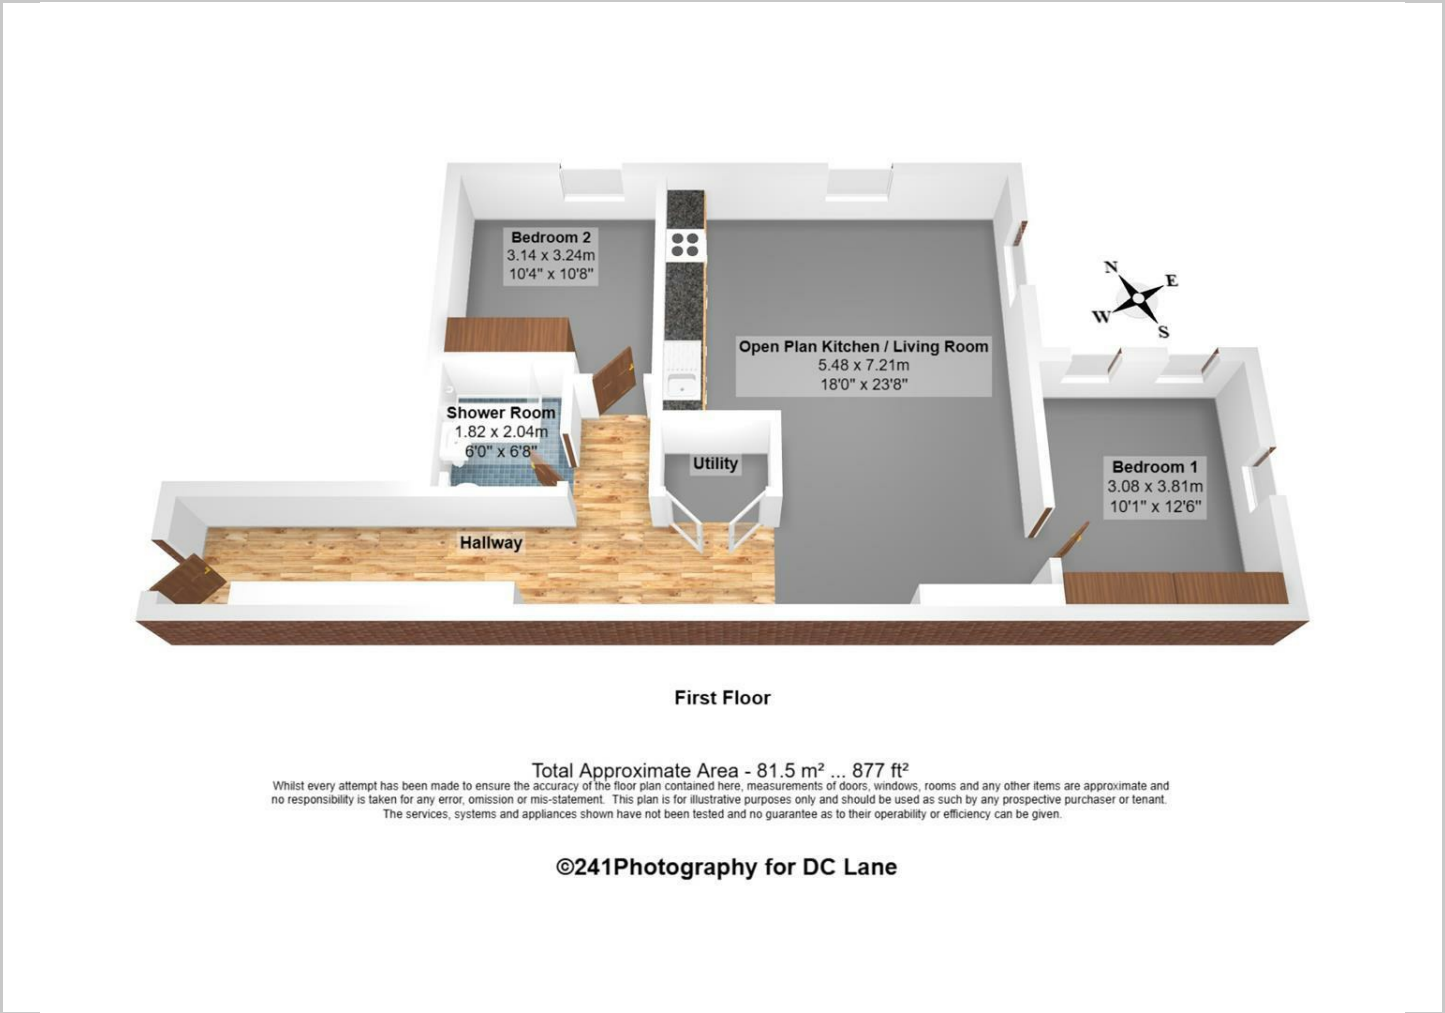 Bedroom 2
3.14 x 3.24m
10'4" x 10'8"
N
E
W
S
Open Plan Kitchen / Living Room
5.48 x 7.21m
18'0" x 23'8"
Shower Room
1.82 x 2.04m
6'0" x 6'8"
Utility
Bedroom 1
3.08 x 3.81m
10'1" x 12'6"
Hallway
First Floor
Total Approximate Area - 81.5 m² ... 877 ft²
Whilst every attempt has been made to ensure the accuracy of the floor plan contained here, measurements of doors, windows, rooms and any other items are approximate and
no responsibility is taken for any error, omission or mis-statement. This plan is for illustrative purposes only and should be used as such by any prospective purchaser or tenant.
The services, systems and appliances shown have not been tested and no guarantee as to their operability or efficiency can be given.
©241Photography for DC Lane